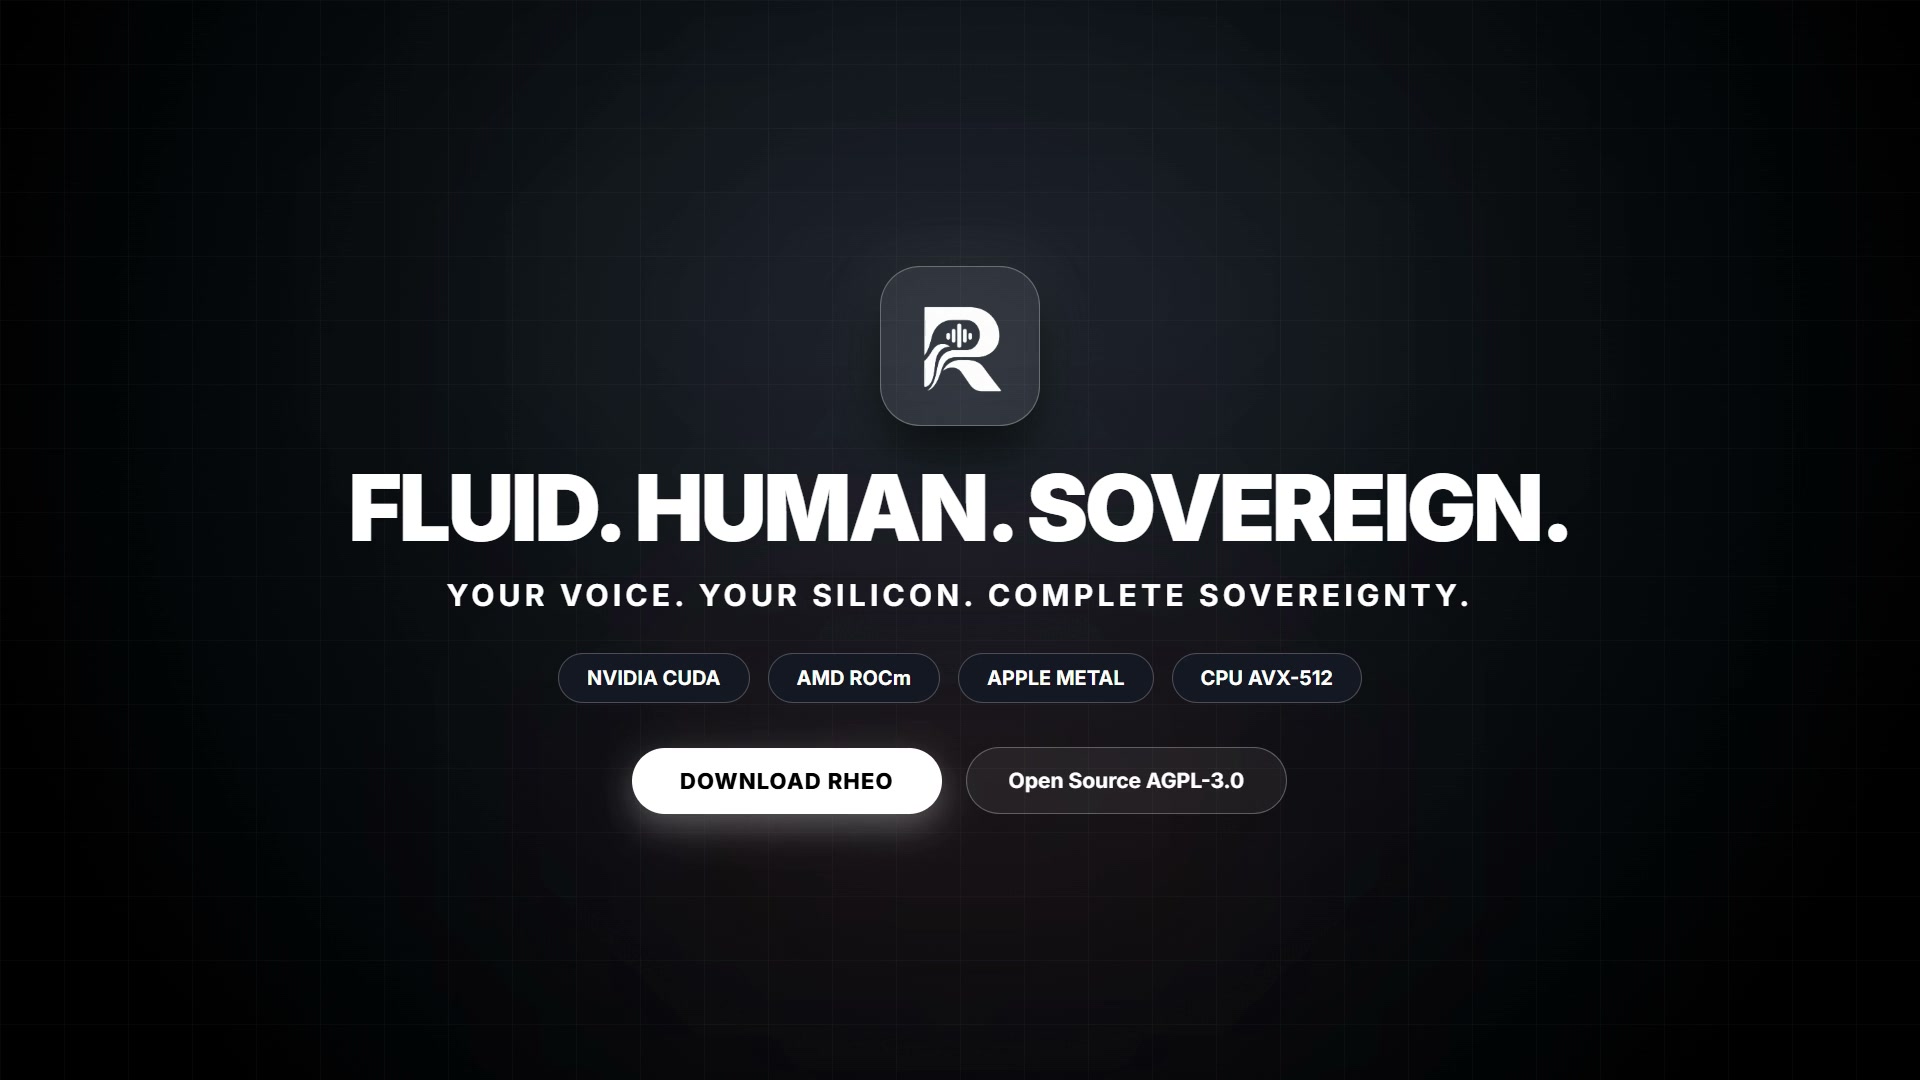 FLUID. HUMAN. SOVEREIGN.
YOUR VOICE. YOUR SILICON. COMPLETE SOVEREIGNTY.
NVIDIA CUDA AMD ROCm APPLE METAL CPU AVX-512
DOWNLOAD RHEO Open Source AGPL-3.0